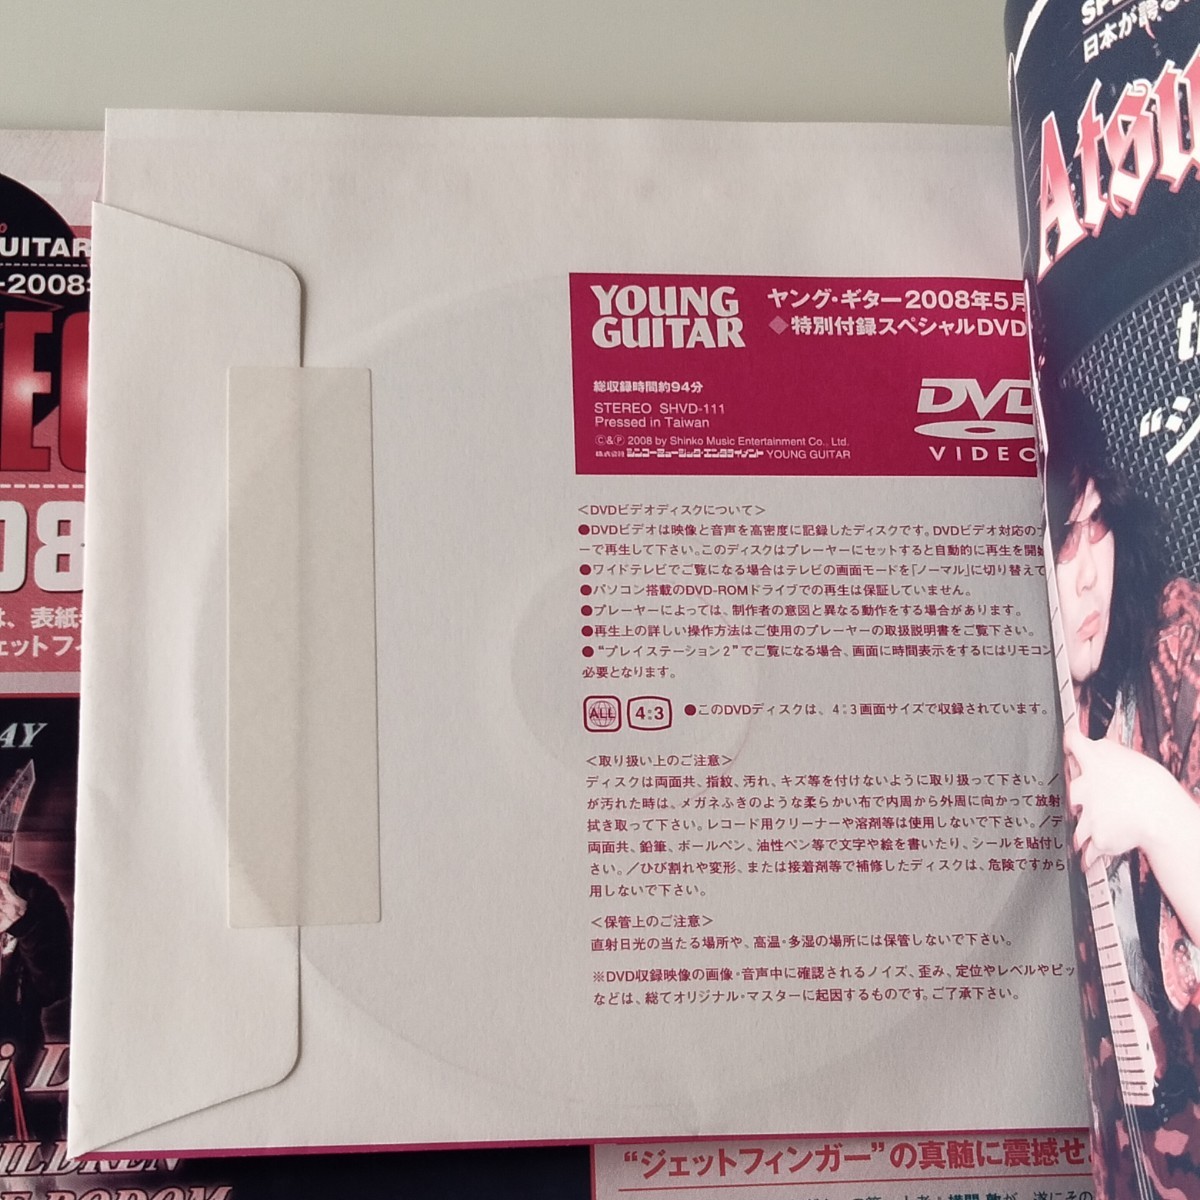 SPE
日本が誇る
Atsu
UITAR
-2008年
YOUNG
GUITAR
ヤング・ギター2008年5月
◆特別付録スペシャルDVD
総収録時間約94分
STEREO SHVD-111
Pressed in Taiwan
©&℗ 2008 by Shinko Music Entertainment Co., Ltd.
株式会社シンコーミュージック・エンタテイメント YOUNG GUITAR
DVD
VIDEO
“ジ
EO
08
は、表紙
ェットフィ
AY
<DVDビデオディスクについて>
●DVDビデオは映像と音声を高密度に記録したディスクです。DVDビデオ対応のプ
ーで再生して下さい。このディスクはプレーヤーにセットすると自動的に再生を開始
●ワイドテレビでご覧になる場合はテレビの画面モードを「ノーマル」に切り替えて
●パソコン搭載のDVD-ROMドライブでの再生は保証していません。
●プレーヤーによっては、制作者の意図と異なる動作をする場合があります。
●再生上の詳しい操作方法はご使用のプレーヤーの取扱説明書をご覧下さい。
●“プレイステーション2”でご覧になる場合、画面に時間表示をするにはリモコン
必要となります。
ALL 4:3 ●このDVDディスクは、4:3画面サイズで収録されています。
<取り扱い上のご注意>
ディスクは両面共、指紋、汚れ、キズ等を付けないように取り扱って下さい。／
が汚れた時は、メガネふきのような柔らかい布で内周から外周に向かって放射
拭き取って下さい。レコード用クリーナーや溶剤等は使用しないで下さい。／デ
両面共、鉛筆、ボールペン、油性ペン等で文字や絵を書いたり、シールを貼付し
さい。／ひび割れや変形、または接着剤等で補修したディスクは、危険ですから
用しないで下さい。
<保管上のご注意>
直射日光の当たる場所や、高温・多湿の場所には保管しないで下さい。
※DVD収録映像の画像・音声中に確認されるノイズ、歪み、定位やレベルやピッ
などは、総てオリジナル・マスターに起因するものです。ご了承下さい。
i D
HILDREN
F BODOM
“ジェットフィンガー”の真髄に震撼せ